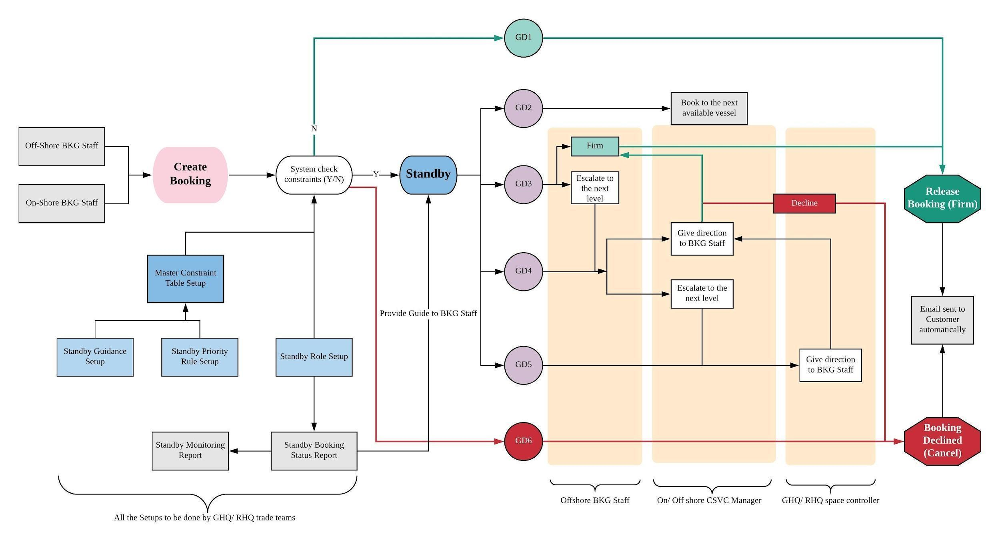 GD1
GD2
Book to the next
available vessel
N
Off-Shore BKG Staff
On-Shore BKG Staff
Create
Booking
System check
constraints (Y/N)
Y
Standby
GD3
Firm
Escalate to
the next
level
Decline
Release
Booking (Firm)
Give direction
to BKG Staff
Master Constraint
Table Setup
GD4
Escalate to the
next level
Provide Guide to BKG Staff
Email sent to
Customer
automatically
Standby Guidance
Setup
Standby Priority
Rule Setup
Standby Role Setup
GD5
Give direction
to BKG Staff
Standby Monitoring
Report
Standby Booking
Status Report
GD6
Booking
Declined
(Cancel)
Offshore BKG Staff
On/ Off shore CSVC Manager
GHQ/ RHQ space controller
All the Setups to be done by GHQ/ RHQ trade teams